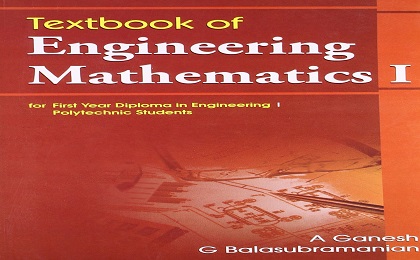 Textbook of
Engineering
Mathematics I
for First Year Diploma in Engineering I
Polytechnic Students
A Ganesh
G Balasubramanian